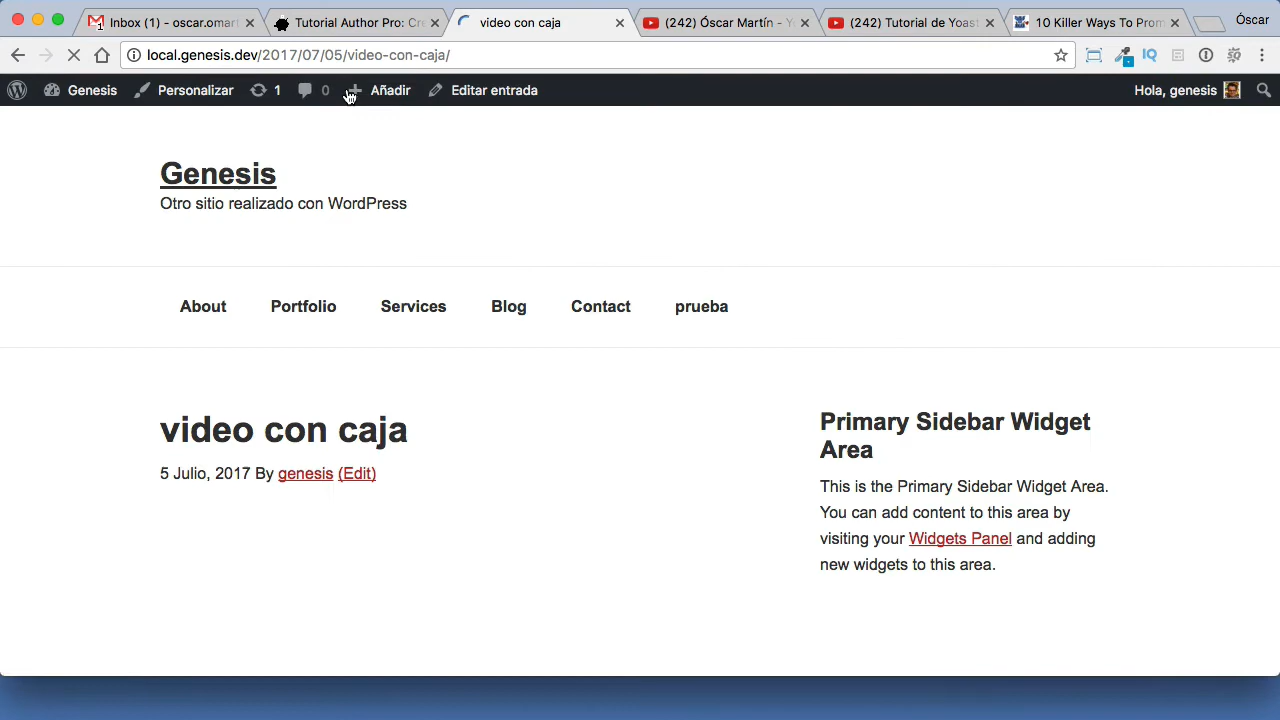 Inbox (1) - oscar.omar
Tutorial Author Pro: Cre
video con caja
(242) Óscar Martín - Y
(242) Tutorial de Yoast
10 Killer Ways To Prom
Óscar
local.genesis.dev/2017/07/05/video-con-caja/
Genesis
Personalizar
1
0
Añadir
Editar entrada
Hola, genesis
Genesis
Otro sitio realizado con WordPress
About
Portfolio
Services
Blog
Contact
prueba
video con caja
5 Julio, 2017 By genesis (Edit)
Primary Sidebar Widget
Area
This is the Primary Sidebar Widget Area.
You can add content to this area by
visiting your Widgets Panel and adding
new widgets to this area.